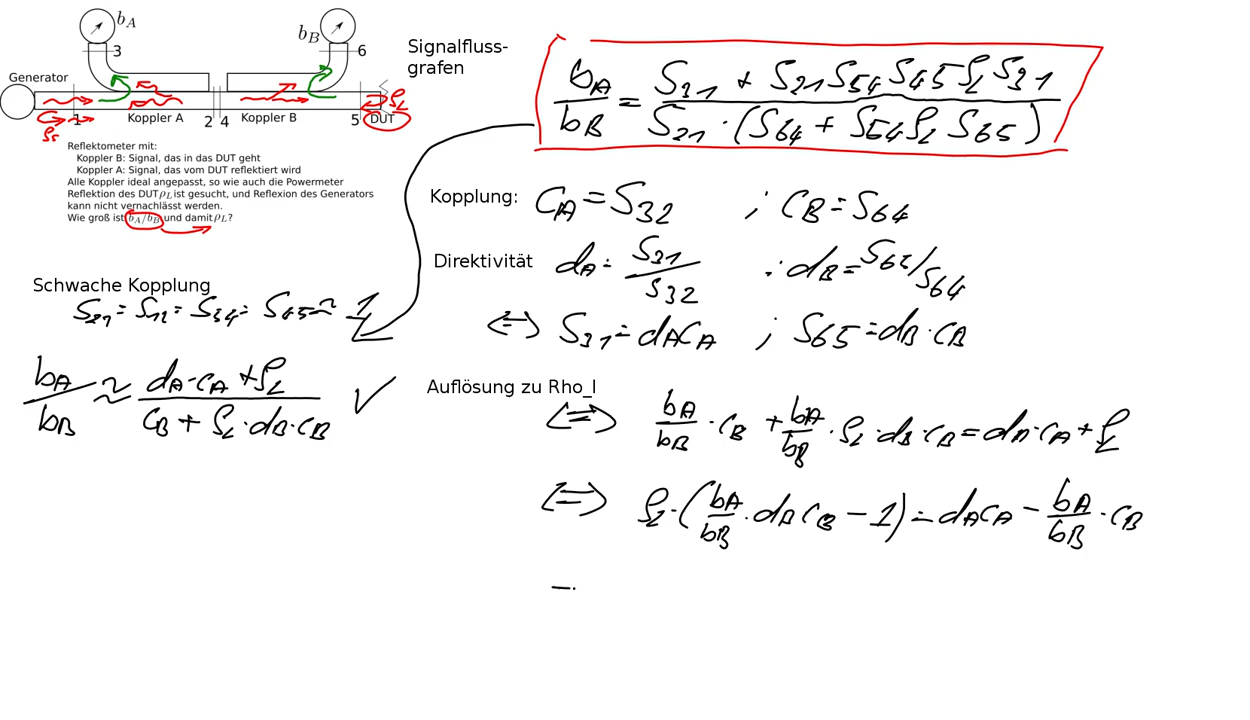 b_A
b_B
3
6
Generator
1
Koppler A
2
4
Koppler B
5
DUT
ρ_S
ρ_L
Reflektometer mit:
Koppler B: Signal, das in das DUT geht
Koppler A: Signal, das vom DUT reflektiert wird
Alle Koppler ideal angepasst, so wie auch die Powermeter
Reflektion des DUT ρ_L ist gesucht, und Reflexion des Generators
kann nicht vernachlässt werden.
Wie groß ist b_A/b_B und damit ρ_L?
Signalfluss-
grafen
b_A/b_B = (S_31 + S_21 S_54 S_45 ρ_L S_31) / (S_21 · (S_64 + S_54 ρ_L S_65))
Kopplung: C_A = S_32 ; C_B = S_64
Direktivität d_A = S_31/S_32 ; d_B = S_65/S_64
⇔ S_31 = d_A C_A ; S_65 = d_B · C_B
Schwache Kopplung
S_21 = S_12 = S_54 = S_45 ≈ 1
b_A/b_B ≈ (d_A · c_A + ρ_L) / (c_B + ρ_L · d_B · c_B) ✓
Auflösung zu Rho_l
⇔ b_A/b_B · c_B + b_A/b_B · ρ_L · d_B · c_B = d_A · c_A + ρ_L
⇔ ρ_L · (b_A/b_B · d_B c_B − 1) = d_A c_A − b_A/b_B · c_B